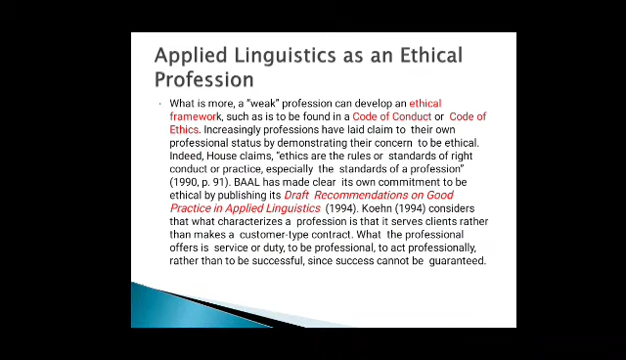 Applied Linguistics as an Ethical
Profession
What is more, a "weak" profession can develop an ethical
framework, such as is to be found in a Code of Conduct or Code of
Ethics. Increasingly professions have laid claim to their own
professional status by demonstrating their concern to be ethical.
Indeed, House claims, "ethics are the rules or standards of right
conduct or practice, especially the standards of a profession"
(1990, p. 91). BAAL has made clear its own commitment to be
ethical by publishing its Draft Recommendations on Good
Practice in Applied Linguistics (1994). Koehn (1994) considers
that what characterizes a profession is that it serves clients rather
than makes a customer-type contract. What the professional
offers is service or duty, to be professional, to act professionally,
rather than to be successful, since success cannot be guaranteed.